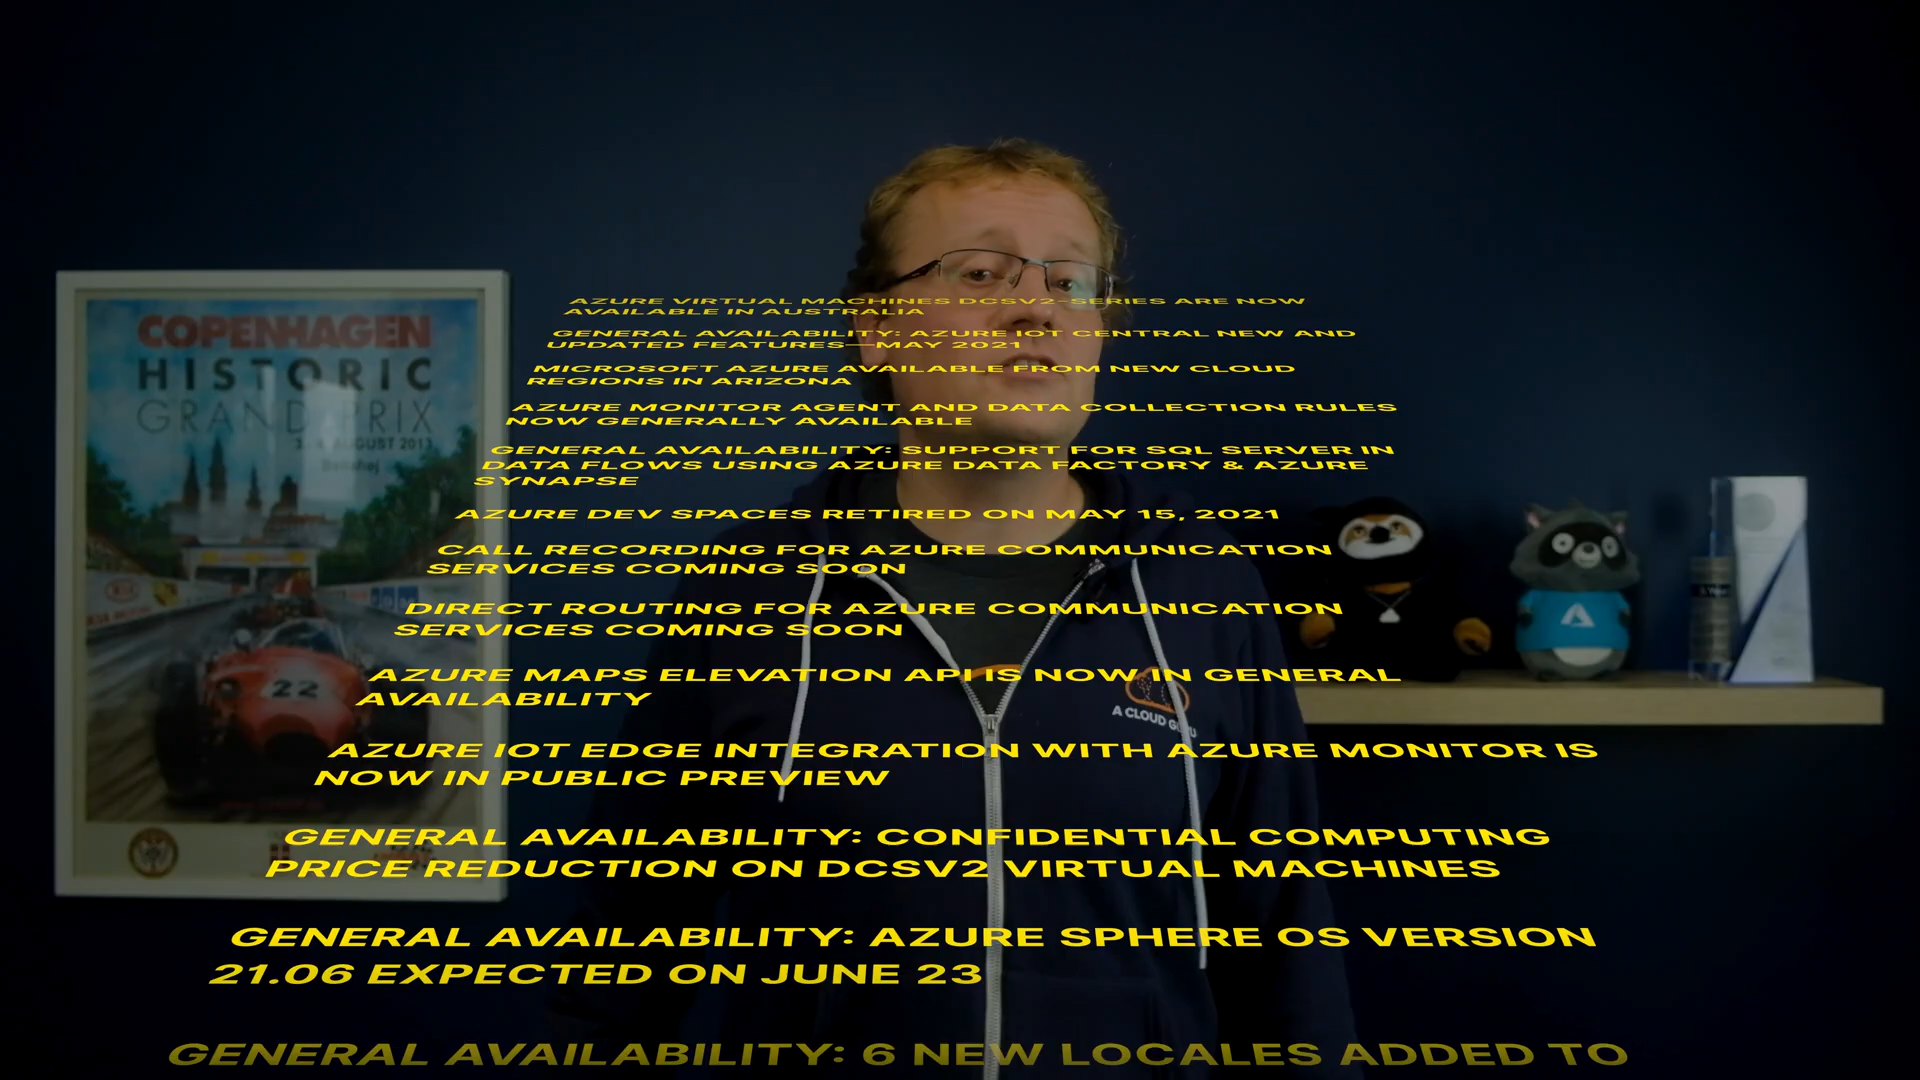 AZURE VIRTUAL MACHINES DCSV2-SERIES ARE NOW
AVAILABLE IN AUSTRALIA
GENERAL AVAILABILITY: AZURE IOT CENTRAL NEW AND
UPDATED FEATURES—MAY 2021
MICROSOFT AZURE AVAILABLE FROM NEW CLOUD
REGIONS IN ARIZONA
AZURE MONITOR AGENT AND DATA COLLECTION RULES
NOW GENERALLY AVAILABLE
GENERAL AVAILABILITY: SUPPORT FOR SQL SERVER IN
DATA FLOWS USING AZURE DATA FACTORY & AZURE
SYNAPSE
AZURE DEV SPACES RETIRED ON MAY 15, 2021
CALL RECORDING FOR AZURE COMMUNICATION
SERVICES COMING SOON
DIRECT ROUTING FOR AZURE COMMUNICATION
SERVICES COMING SOON
AZURE MAPS ELEVATION API IS NOW IN GENERAL
AVAILABILITY
AZURE IOT EDGE INTEGRATION WITH AZURE MONITOR IS
NOW IN PUBLIC PREVIEW
GENERAL AVAILABILITY: CONFIDENTIAL COMPUTING
PRICE REDUCTION ON DCSV2 VIRTUAL MACHINES
GENERAL AVAILABILITY: AZURE SPHERE OS VERSION
21.06 EXPECTED ON JUNE 23
GENERAL AVAILABILITY: 6 NEW LOCALES ADDED TO
COPENHAGEN
HISTORIC
GRAND PRIX
AUGUST 2013
22
A CLOUD GURU